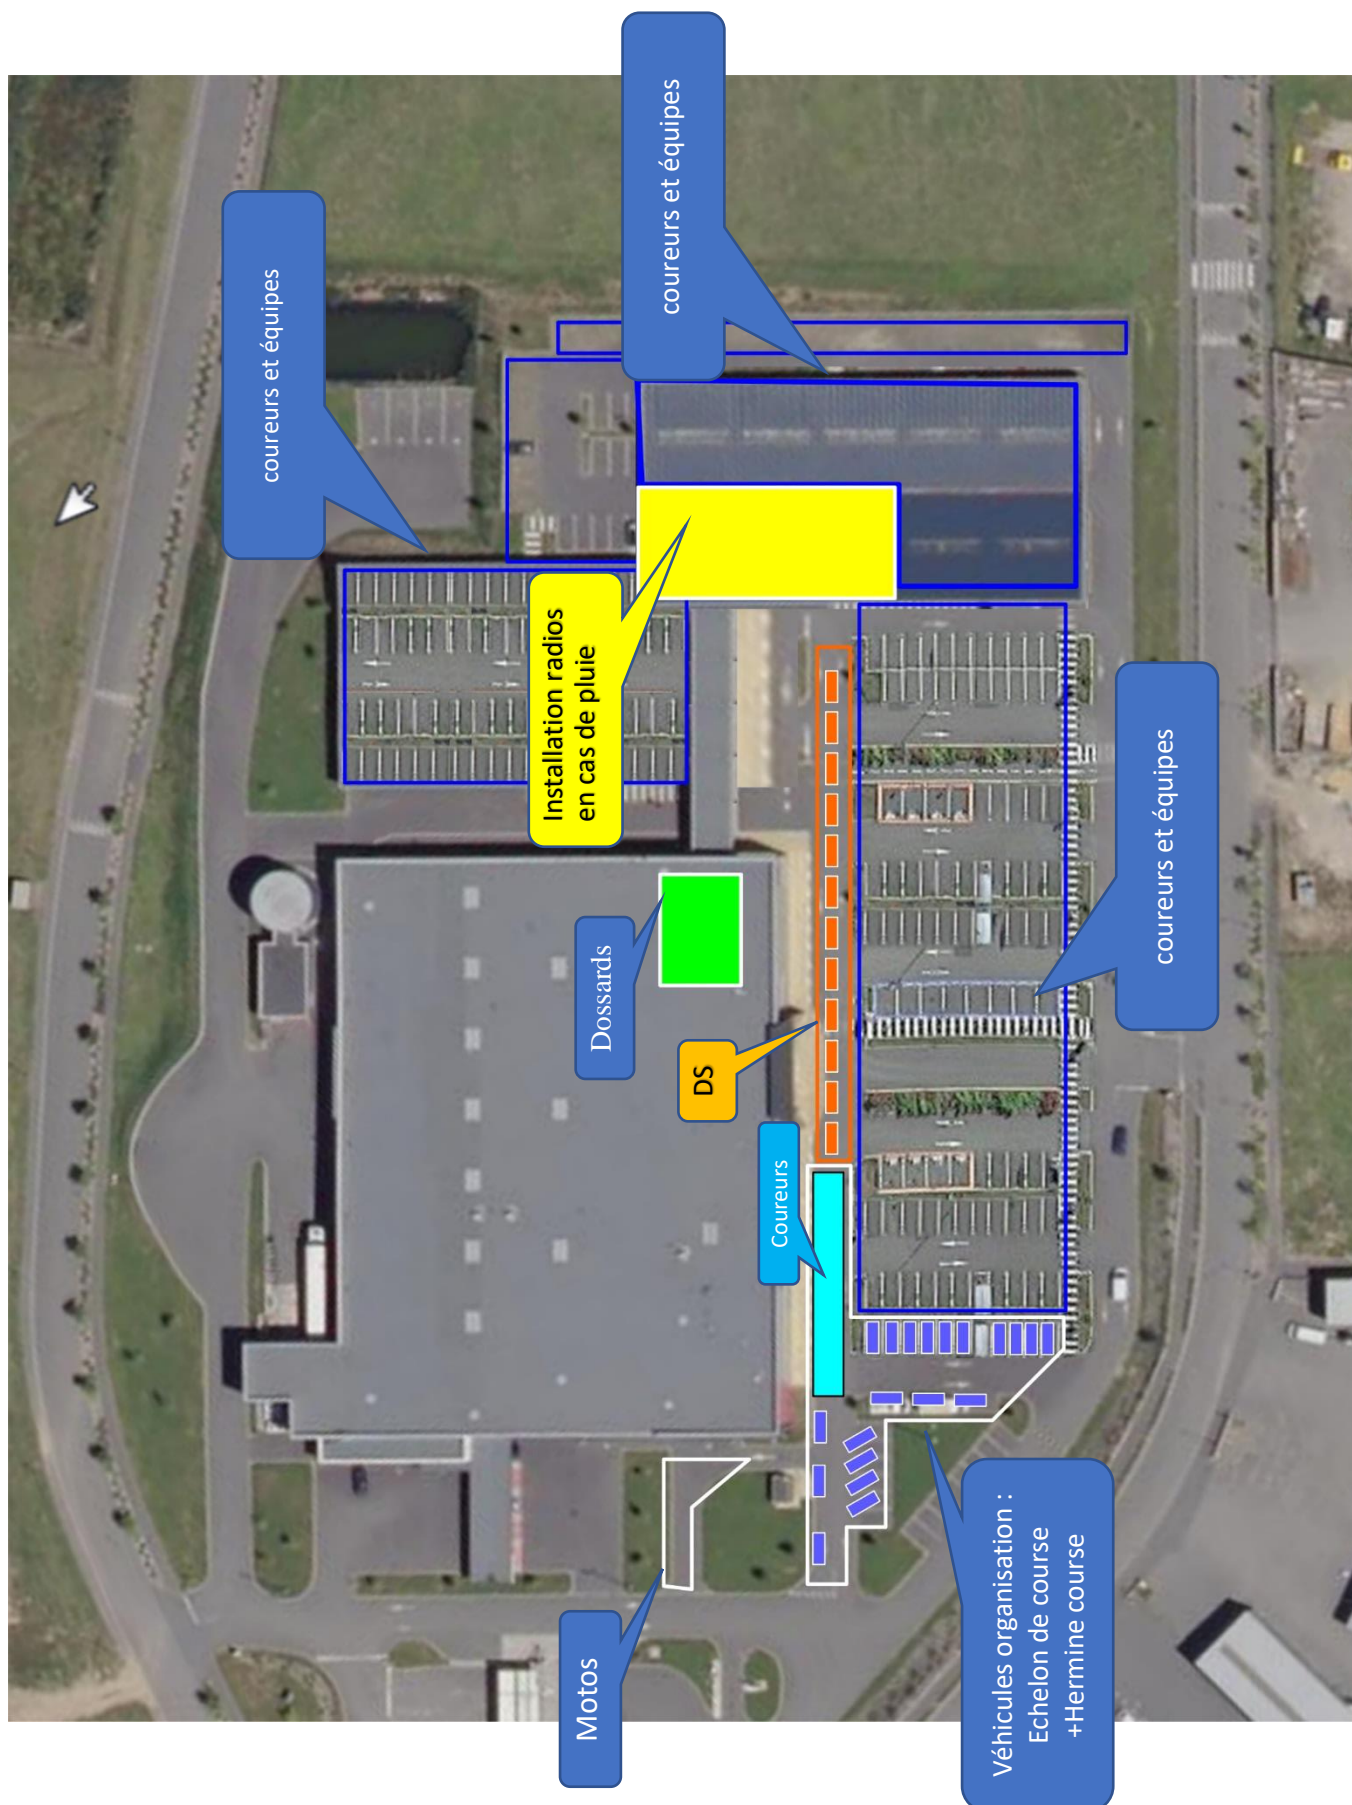 coureurs et équipes
coureurs et équipes
Installation radios
en cas de pluie
coureurs et équipes
Dossards
DS
Coureurs
Motos
Véhicules organisation :
Echelon de course
+Hermine course